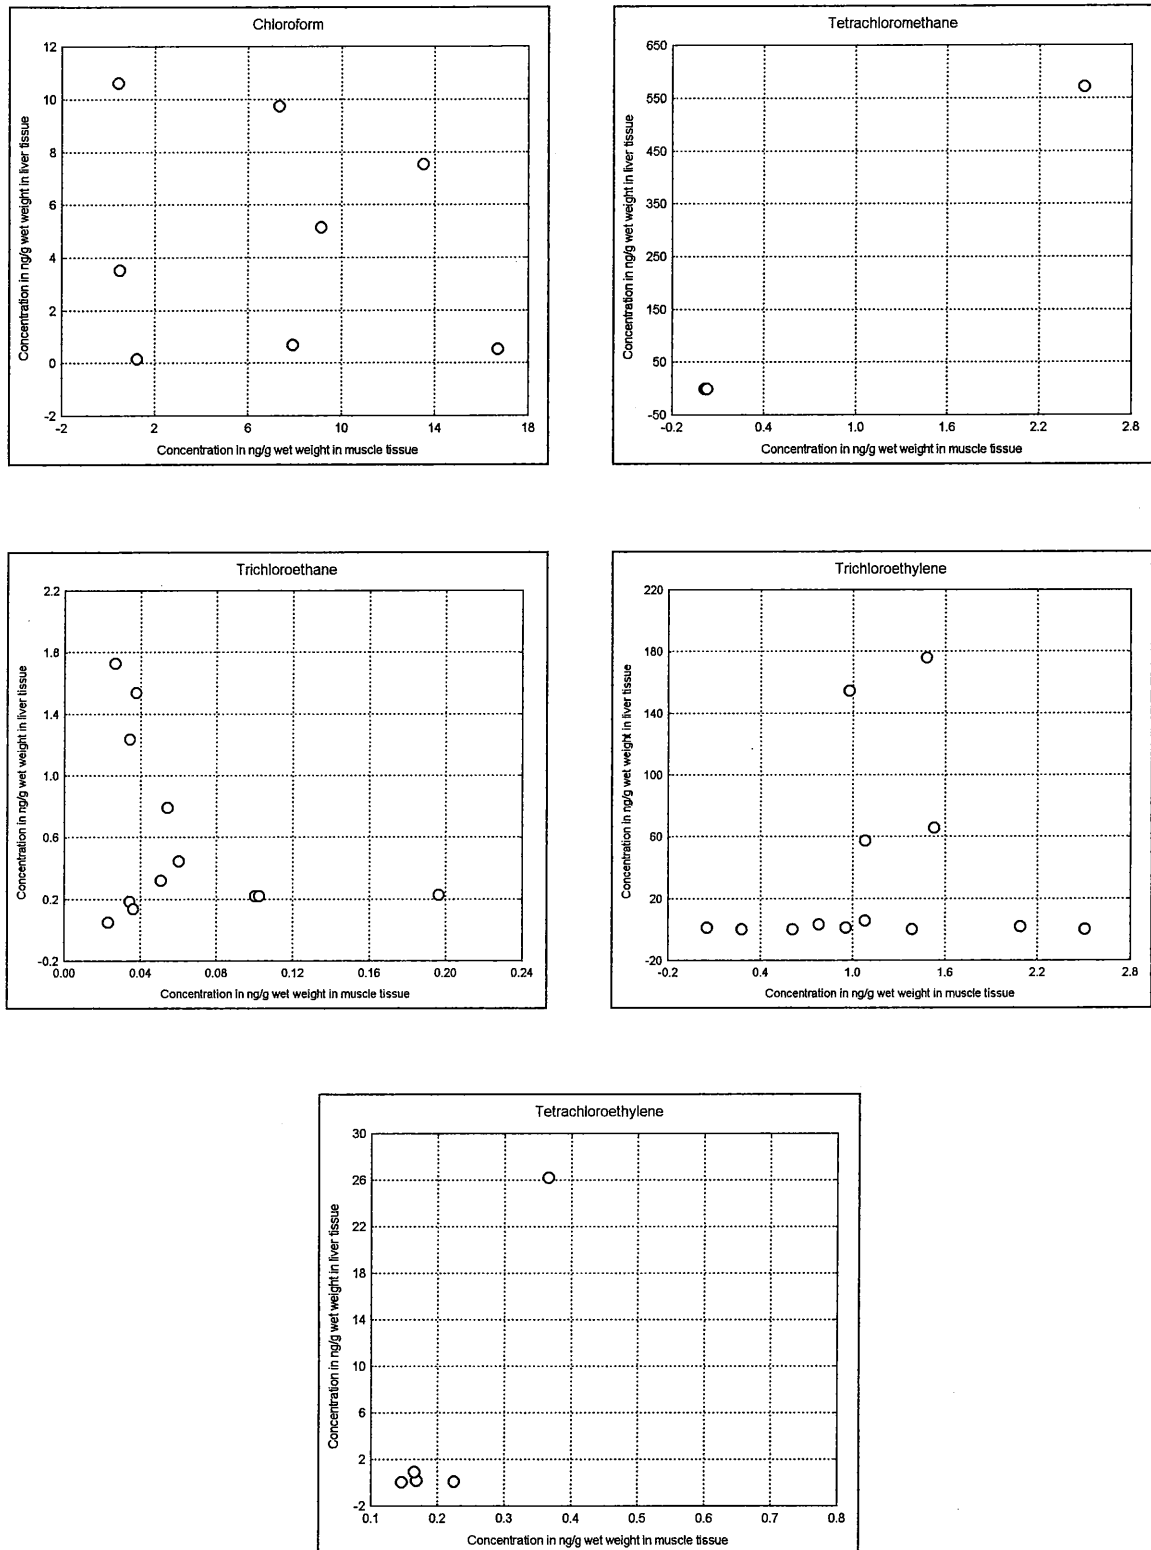 Chloroform
12
10
8
6
4
2
0
-2
-2 2 6 10 14 18
Concentration in ng/g wet weight in liver tissue
Concentration in ng/g wet weight in muscle tissue
Tetrachloromethane
650
550
450
350
250
150
50
-50
-0.2 0.4 1.0 1.6 2.2 2.8
Concentration in ng/g wet weight in liver tissue
Concentration in ng/g wet weight in muscle tissue
Trichloroethane
2.2
1.8
1.4
1.0
0.6
0.2
-0.2
0.00 0.04 0.08 0.12 0.16 0.20 0.24
Concentration in ng/g wet weight in liver tissue
Concentration in ng/g wet weight in muscle tissue
Trichloroethylene
220
180
140
100
60
20
-20
-0.2 0.4 1.0 1.6 2.2 2.8
Concentration in ng/g wet weight in liver tissue
Concentration in ng/g wet weight in muscle tissue
Tetrachloroethylene
30
26
22
18
14
10
6
2
-2
0.1 0.2 0.3 0.4 0.5 0.6 0.7 0.8
Concentration in ng/g wet weight in liver tissue
Concentration in ng/g wet weight in muscle tissue